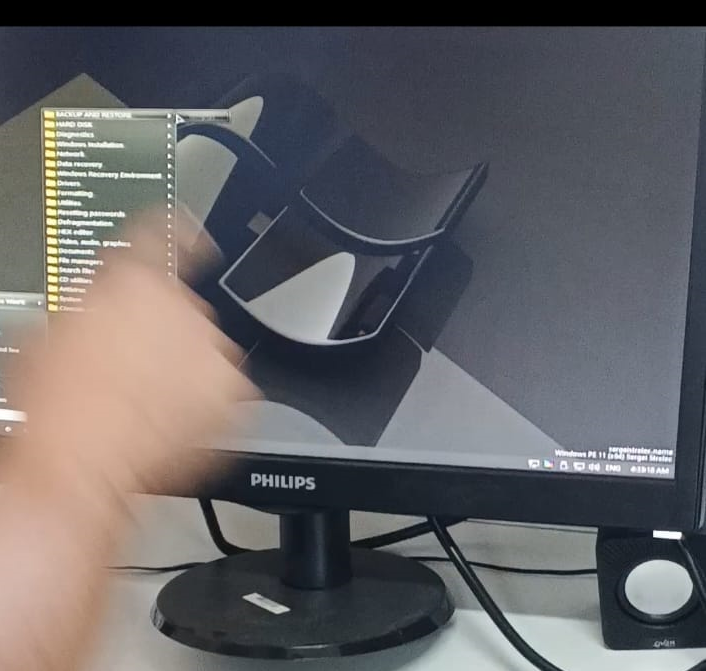 BACKUP AND RESTORE
HARD DISK
Diagnostics
Windows Installation
Network
Data recovery
Windows Recovery Environment
Drivers
Formatting
Utilities
Resetting passwords
Defragmentation
HEX editor
Video, audio, graphics
Documents
File managers
Search files
CD utilities
Antivirus
System
sergeistrelec.name
Windows PE 11 (x64) Sergei Strelec
ENG
PHILIPS